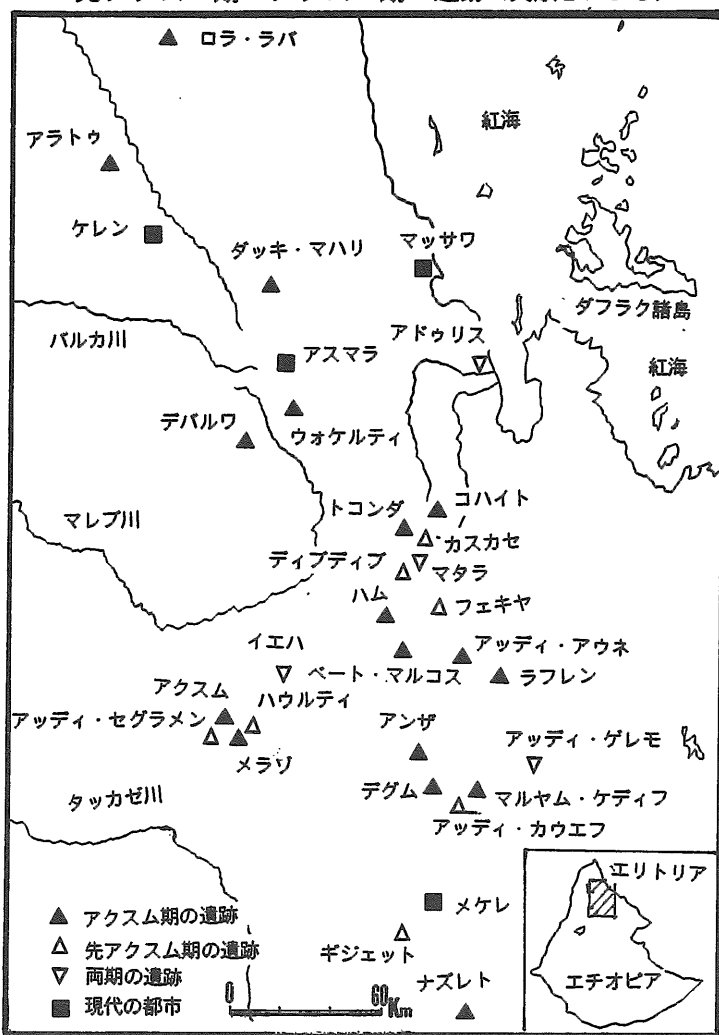 ロラ・ラバ
紅海
アラトゥ
ケレン
ダッキ・マハリ
マッサワ
ダフラク諸島
バルカ川
アスマラ
アドゥリス
紅海
デバルワ
ウォケルティ
マレブ川
トコンダ
コハイト
カスカセ
ディブディブ
マタラ
ハム
フェキヤ
イエハ
アッディ・アウネ
ベート・マルコス
ラフレン
アクスム
ハウルティ
アッディ・セグラメン
メラゾ
アンザ
アッディ・ゲレモ
デグム
マルヤム・ケディフ
アッディ・カウエフ
タッカゼ川
メケレ
ギジェット
ナズレト
▲ アクスム期の遺跡
△ 先アクスム期の遺跡
▽ 両期の遺跡
■ 現代の都市
0 60Km
エリトリア
エチオピア